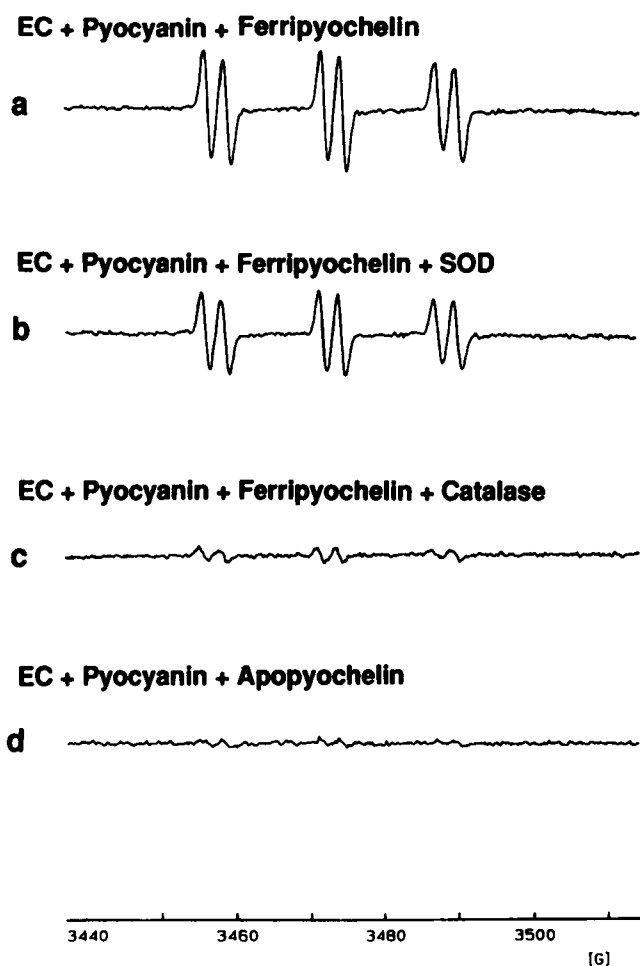 EC + Pyocyanin + Ferripyochelin
a
EC + Pyocyanin + Ferripyochelin + SOD
b
EC + Pyocyanin + Ferripyochelin + Catalase
c
EC + Pyocyanin + Apopyochelin
d
3440 3460 3480 3500
[G]